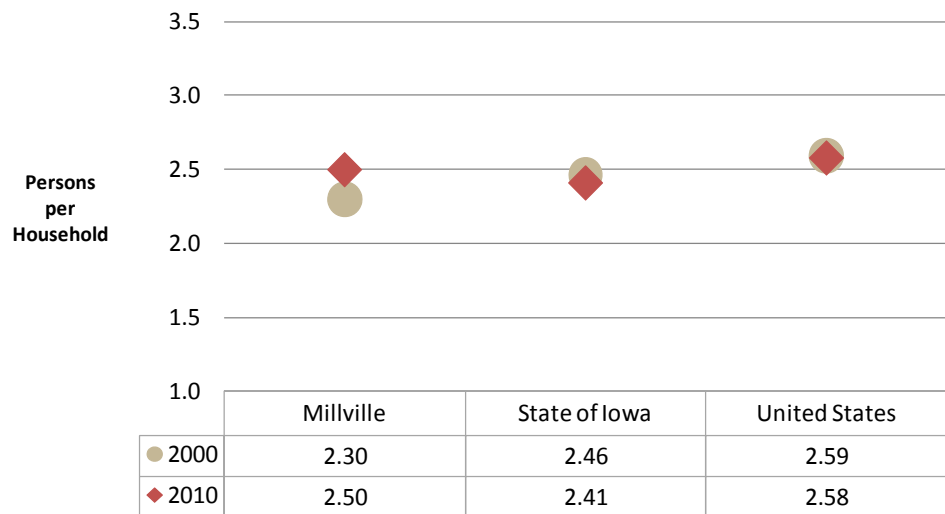 3.5
3.0
Persons
per
Household
2.5
2.0
1.5
1.0
Millville State of Iowa United States
2000 2.30 2.46 2.59
2010 2.50 2.41 2.58